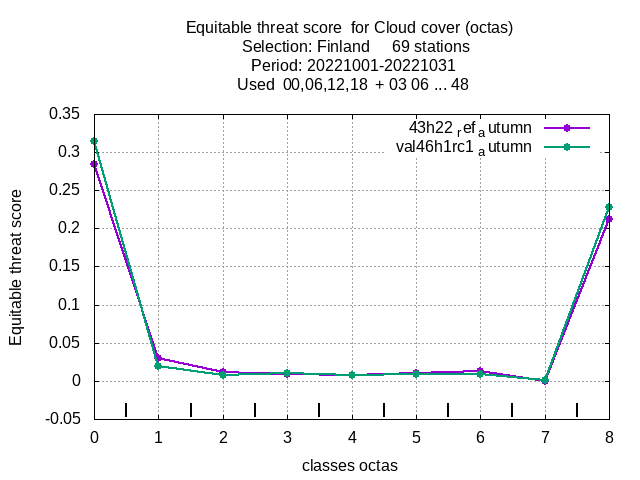 Equitable threat score  for Cloud cover (octas)
Selection: Finland     69 stations
Period: 20221001-20221031
Used  00,06,12,18  + 03 06 ... 48
43h22 ref autumn
val46h1rc1 autumn
0.35
0.3
0.25
0.2
0.15
0.1
0.05
0
-0.05
Equitable threat score
0 1 2 3 4 5 6 7 8
classes octas